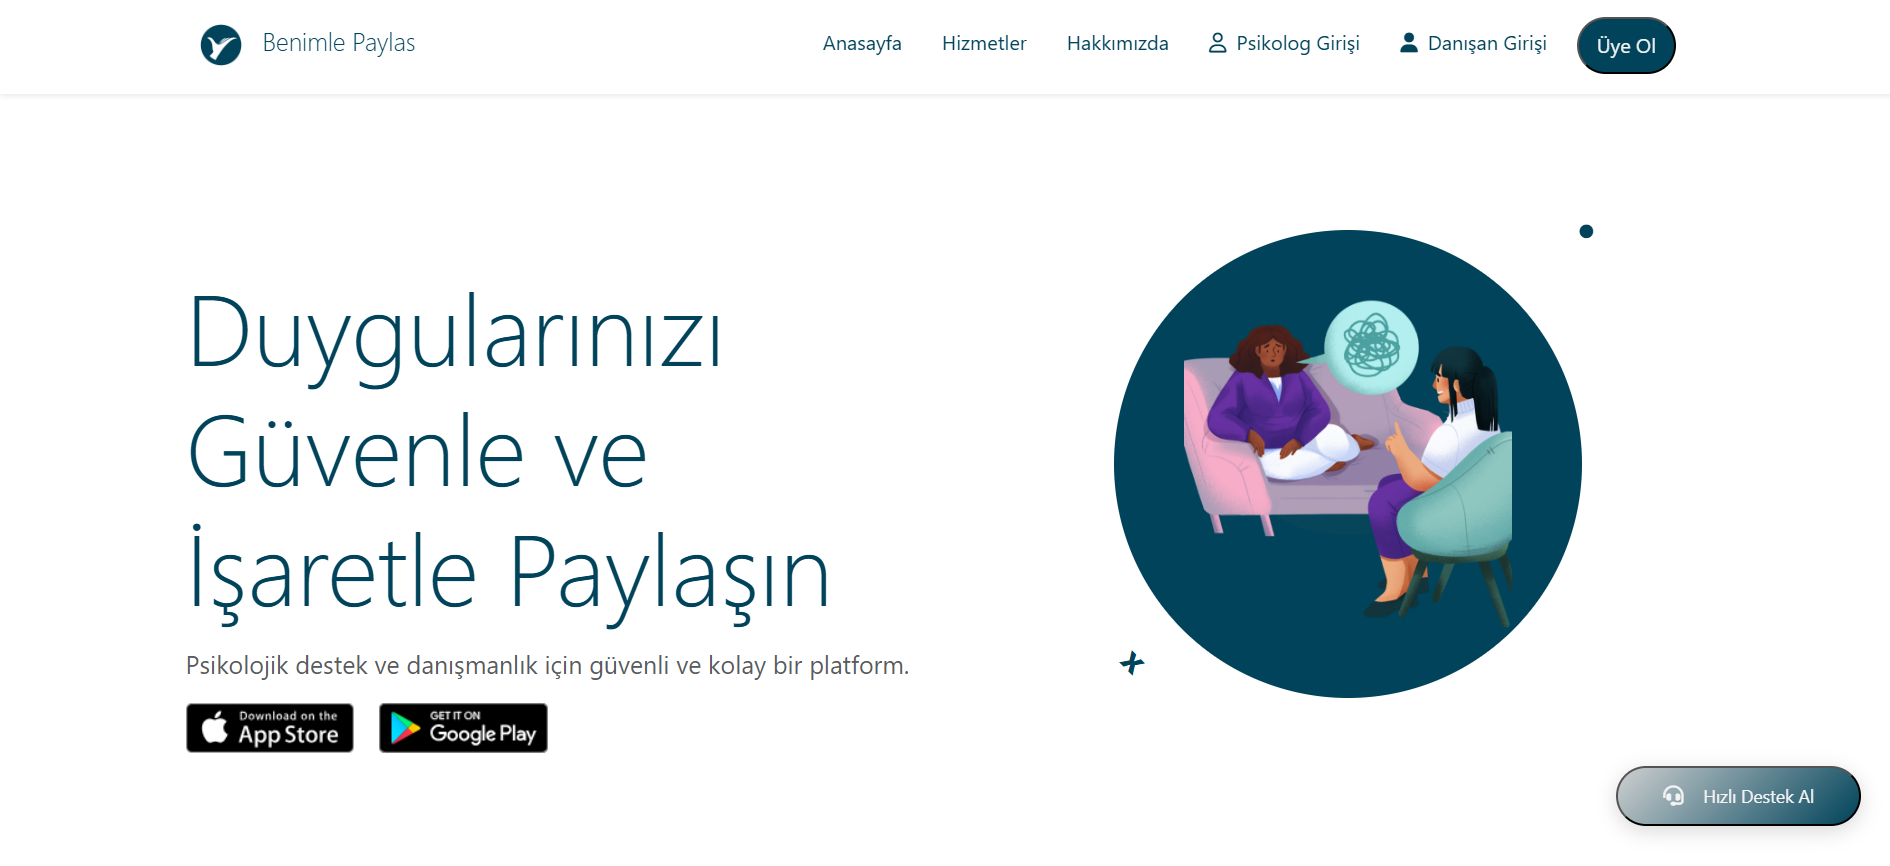 Benimle Paylas
Anasayfa
Hizmetler
Hakkımızda
Psikolog Girişi
Danışan Girişi
Üye Ol
Duygularınızı
Güvenle ve
İşaretle Paylaşın
Psikolojik destek ve danışmanlık için güvenli ve kolay bir platform.
Download on the
App Store
GET IT ON
Google Play
Hızlı Destek Al